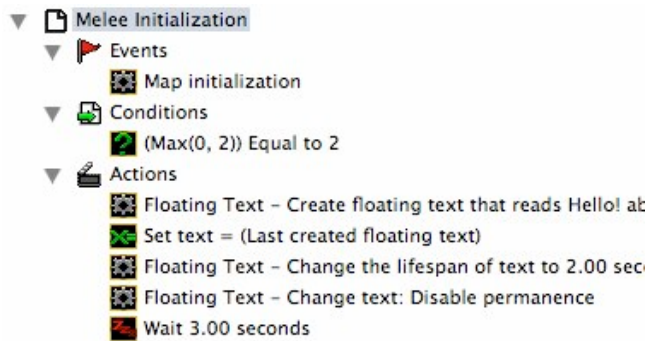 Melee Initialization
Events
Map initialization
Conditions
(Max(0, 2)) Equal to 2
Actions
Floating Text – Create floating text that reads Hello! ab
Set text = (Last created floating text)
Floating Text – Change the lifespan of text to 2.00 sec
Floating Text – Change text: Disable permanence
Wait 3.00 seconds